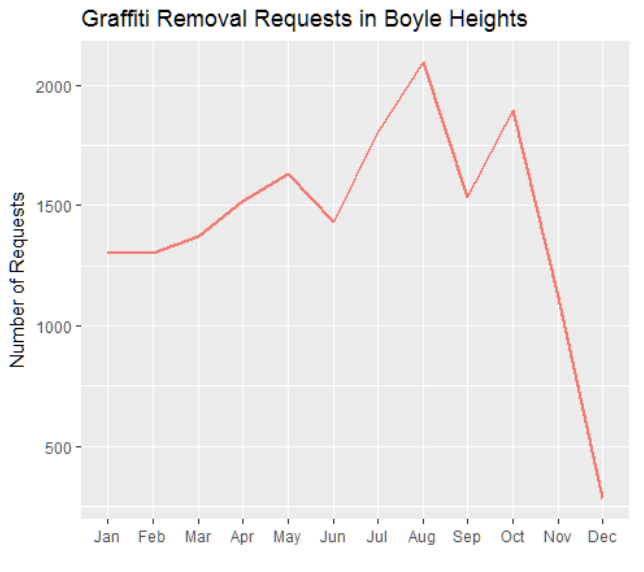 Graffiti Removal Requests in Boyle Heights
Number of Requests
2000
1500
1000
500
Jan Feb Mar Apr May Jun Jul Aug Sep Oct Nov Dec